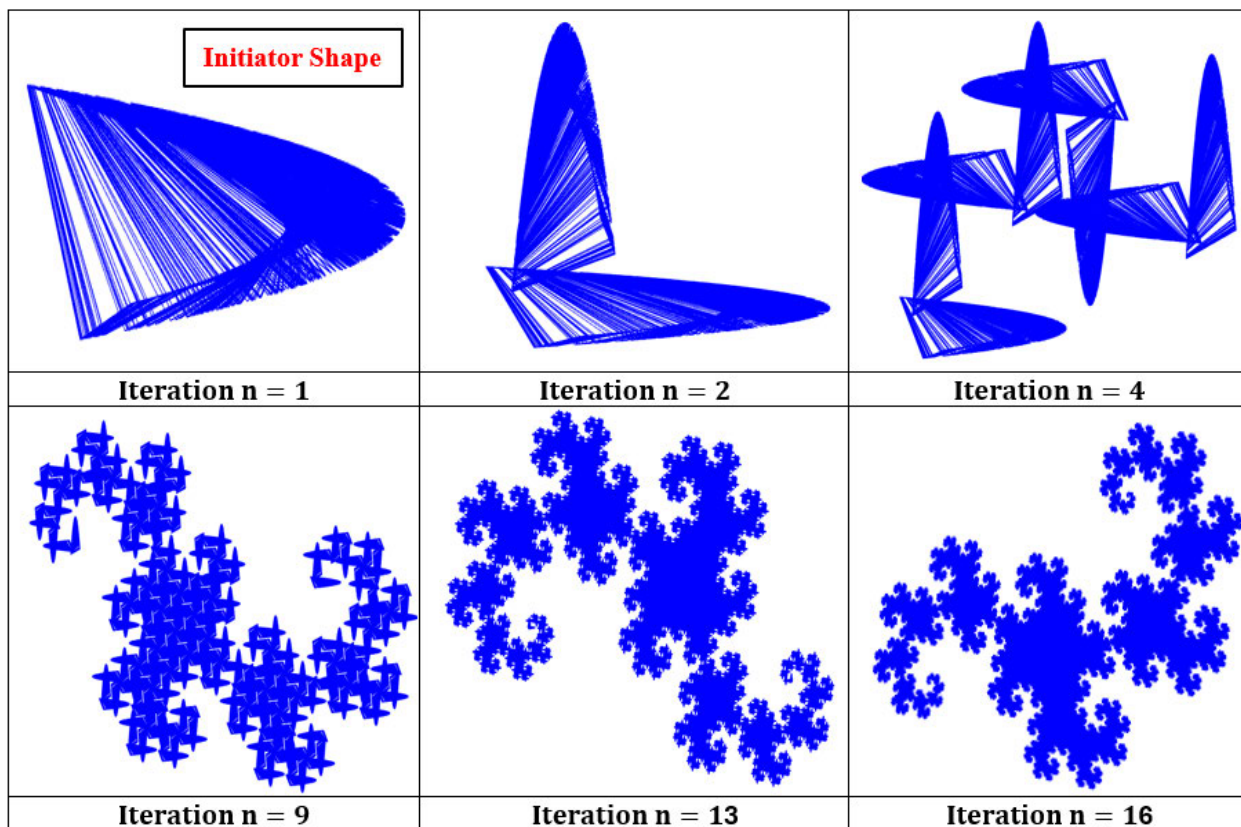 Initiator Shape
Iteration n = 1
Iteration n = 2
Iteration n = 4
Iteration n = 9
Iteration n = 13
Iteration n = 16